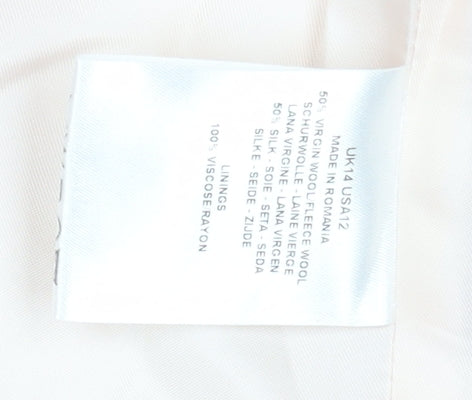 UK14 USA12
MADE IN ROMANIA
50% VIRGIN WOOL, FLEECE WOOL
SCHURWOLLE - LAINE VIERGE
LANA VIRGINE - LANA VIRGEN
50% SILK - SOIE - SETA - SEDA
SILKE - SEIDE - ZIJDE
LININGS
100% VISCOSE RAYON